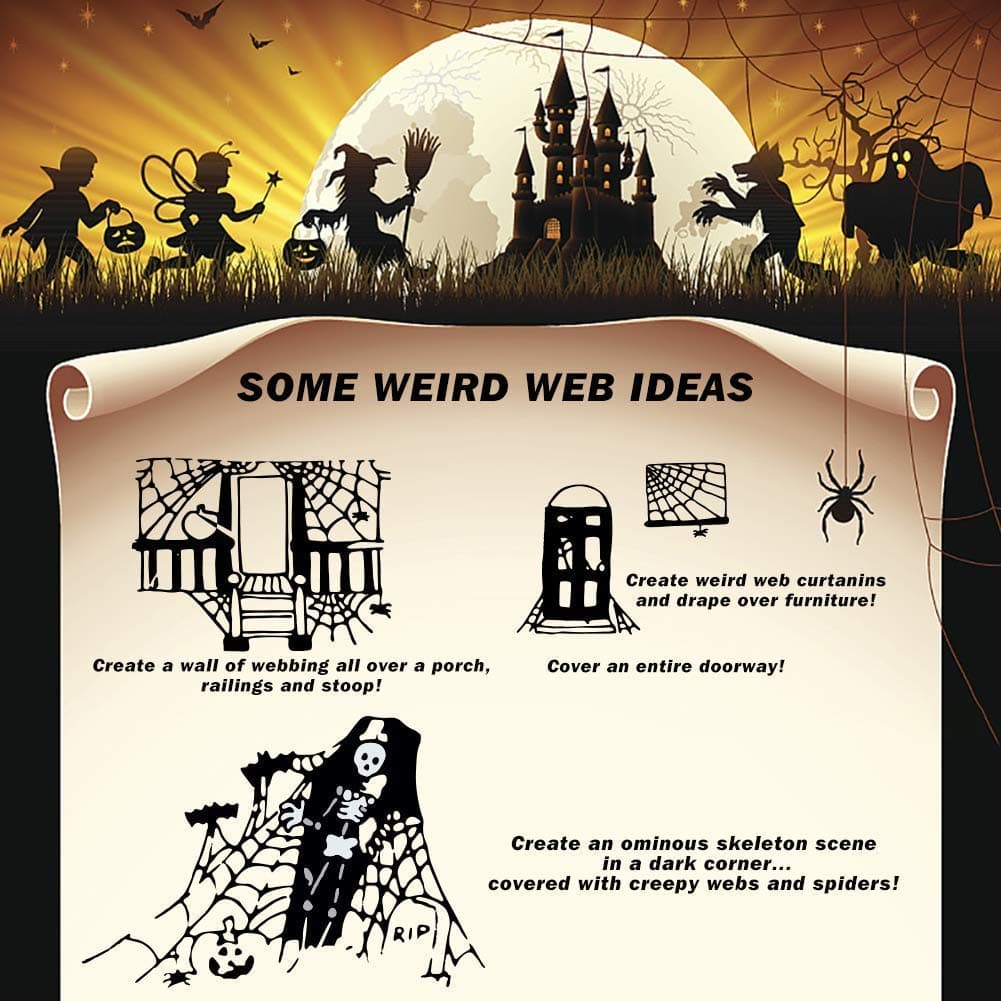 SOME WEIRD WEB IDEAS
Create weird web curtanins
and drape over furniture!
Create a wall of webbing all over a porch,
railings and stoop!
Cover an entire doorway!
Create an ominous skeleton scene
in a dark corner...
covered with creepy webs and spiders!
RIP